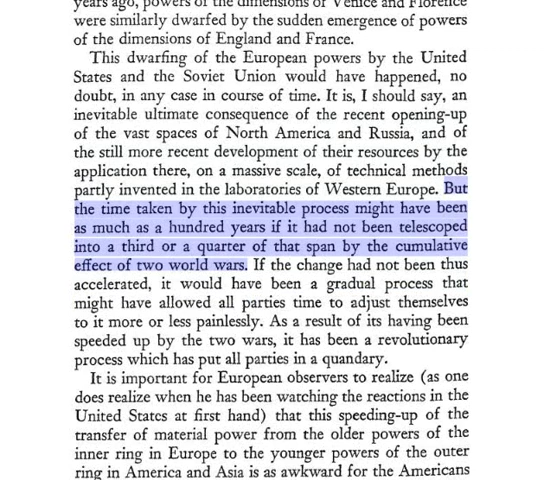 years ago, powers of the dimensions of Venice and Florence
were similarly dwarfed by the sudden emergence of powers
of the dimensions of England and France.
This dwarfing of the European powers by the United
States and the Soviet Union would have happened, no
doubt, in any case in course of time. It is, I should say, an
inevitable ultimate consequence of the recent opening-up
of the vast spaces of North America and Russia, and of
the still more recent development of their resources by the
application there, on a massive scale, of technical methods
partly invented in the laboratories of Western Europe. But
the time taken by this inevitable process might have been
as much as a hundred years if it had not been telescoped
into a third or a quarter of that span by the cumulative
effect of two world wars. If the change had not been thus
accelerated, it would have been a gradual process that
might have allowed all parties time to adjust themselves
to it more or less painlessly. As a result of its having been
speeded up by the two wars, it has been a revolutionary
process which has put all parties in a quandary.
It is important for European observers to realize (as one
does realize when he has been watching the reactions in the
United States at first hand) that this speeding-up of the
transfer of material power from the older powers of the
inner ring in Europe to the younger powers of the outer
ring in America and Asia is as awkward for the Americans